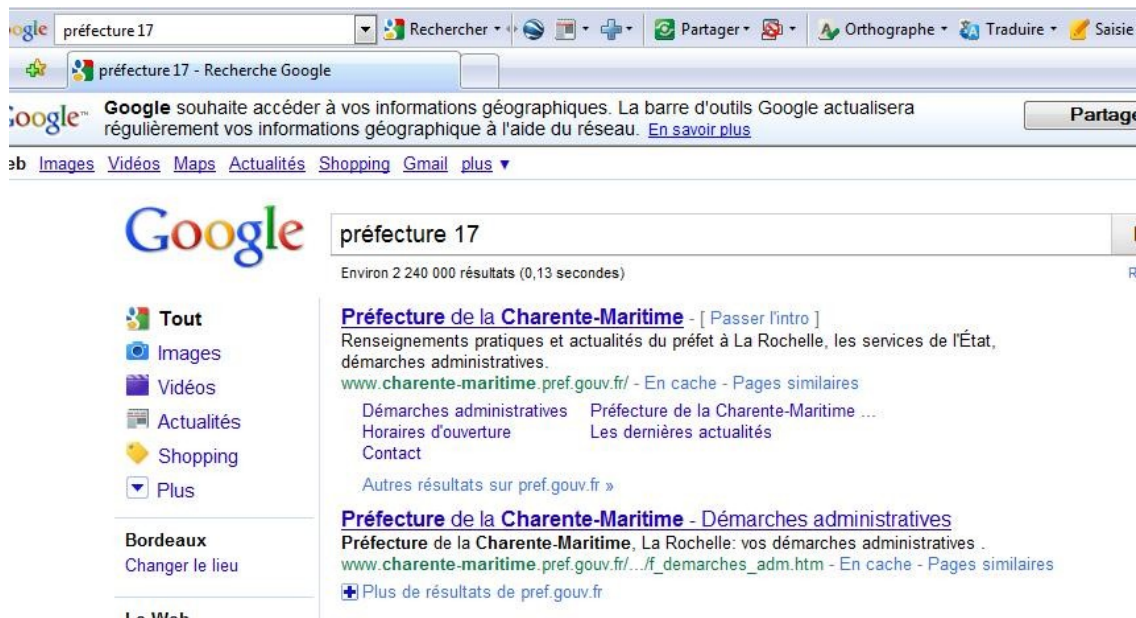 préfecture 17 Rechercher Partager Orthographe Traduire Saisie
préfecture 17 - Recherche Google
Google souhaite accéder à vos informations géographiques. La barre d'outils Google actualisera
régulièrement vos informations géographique à l'aide du réseau. En savoir plus
Images Vidéos Maps Actualités Shopping Gmail plus
Google
préfecture 17
Environ 2 240 000 résultats (0,13 secondes)
Tout
Images
Vidéos
Actualités
Shopping
Plus
Bordeaux
Changer le lieu
Préfecture de la Charente-Maritime - [ Passer l'intro ]
Renseignements pratiques et actualités du préfet à La Rochelle, les services de l'État,
démarches administratives.
www.charente-maritime.pref.gouv.fr/ - En cache - Pages similaires
Démarches administratives Préfecture de la Charente-Maritime ...
Horaires d'ouverture Les dernières actualités
Contact
Autres résultats sur pref.gouv.fr »
Préfecture de la Charente-Maritime - Démarches administratives
Préfecture de la Charente-Maritime, La Rochelle: vos démarches administratives .
www.charente-maritime.pref.gouv.fr/.../f_demarches_adm.htm - En cache - Pages similaires
Plus de résultats de pref.gouv.fr